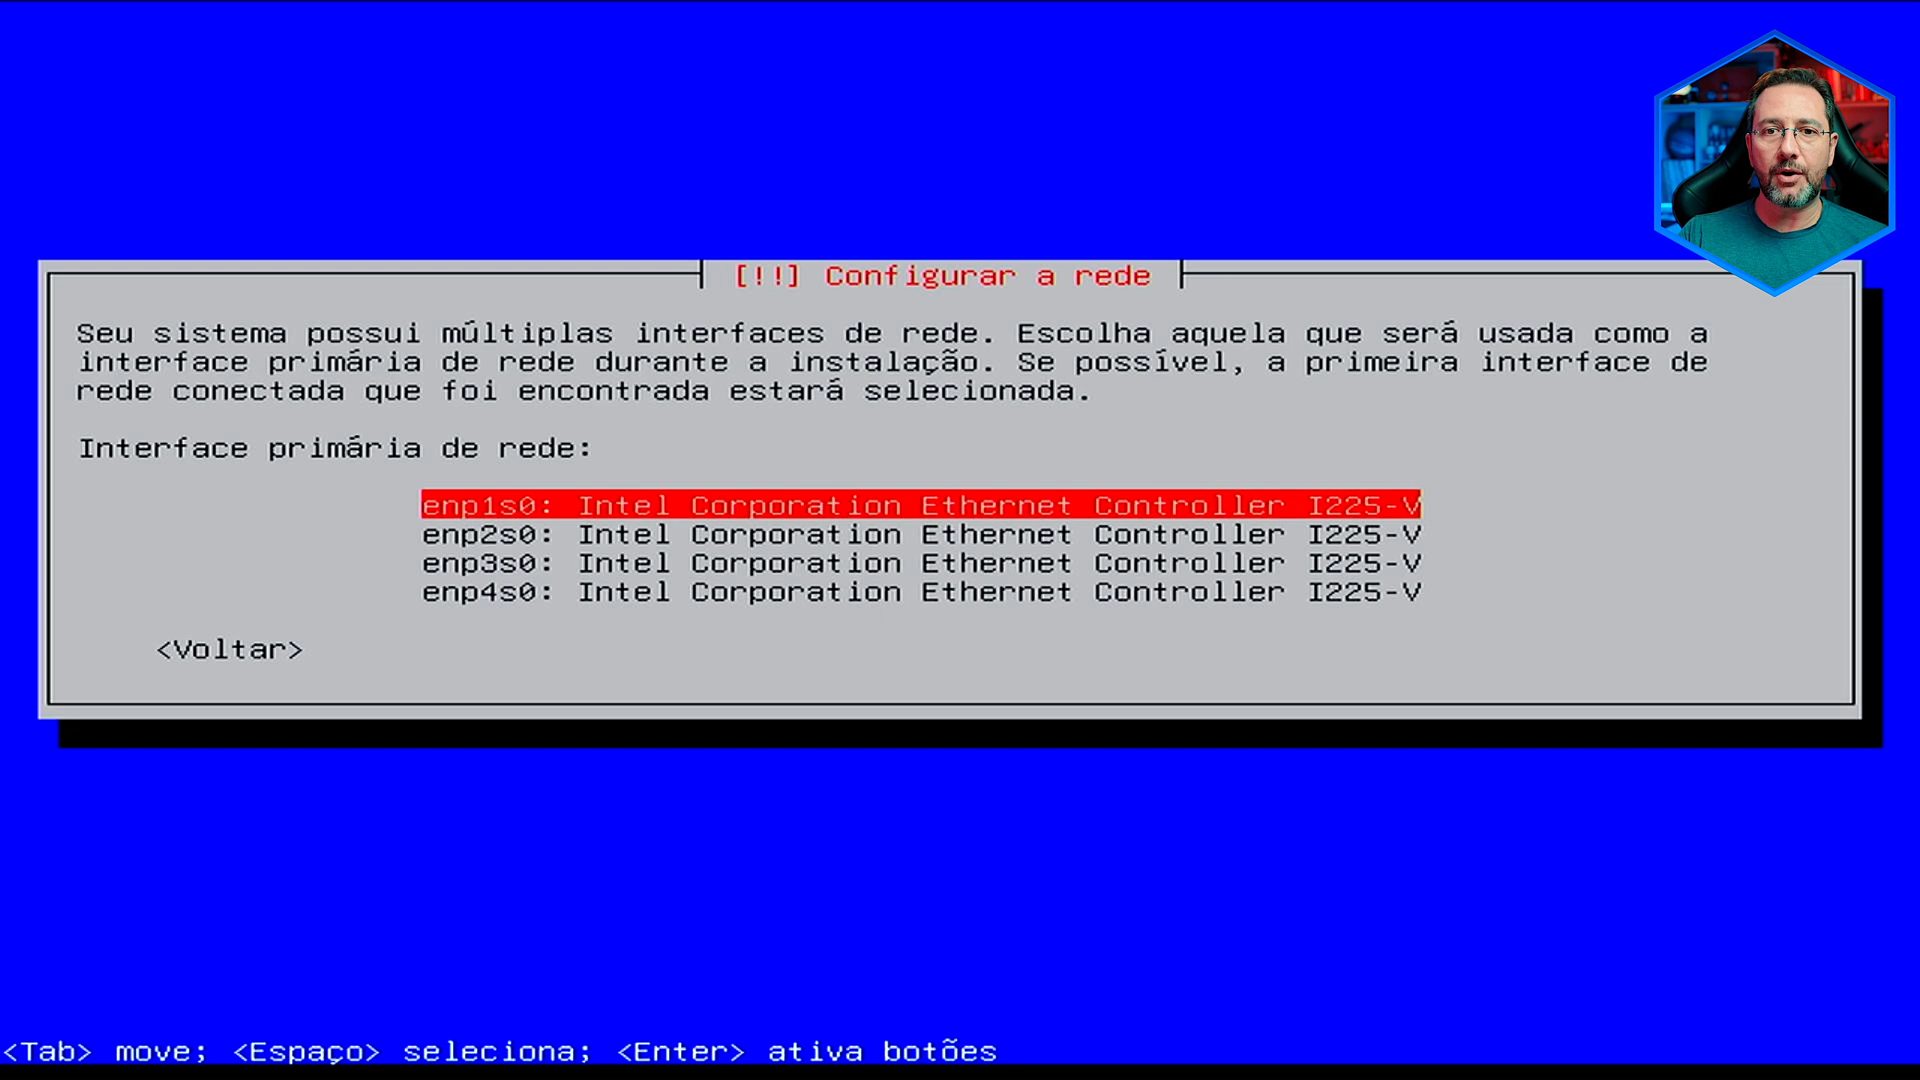 [!!] Configurar a rede
Seu sistema possui múltiplas interfaces de rede. Escolha aquela que será usada como a
interface primária de rede durante a instalação. Se possível, a primeira interface de
rede conectada que foi encontrada estará selecionada.
Interface primária de rede:
enp1s0: Intel Corporation Ethernet Controller I225-V
enp2s0: Intel Corporation Ethernet Controller I225-V
enp3s0: Intel Corporation Ethernet Controller I225-V
enp4s0: Intel Corporation Ethernet Controller I225-V
<Voltar>
<Tab> move; <Espaço> seleciona; <Enter> ativa botões